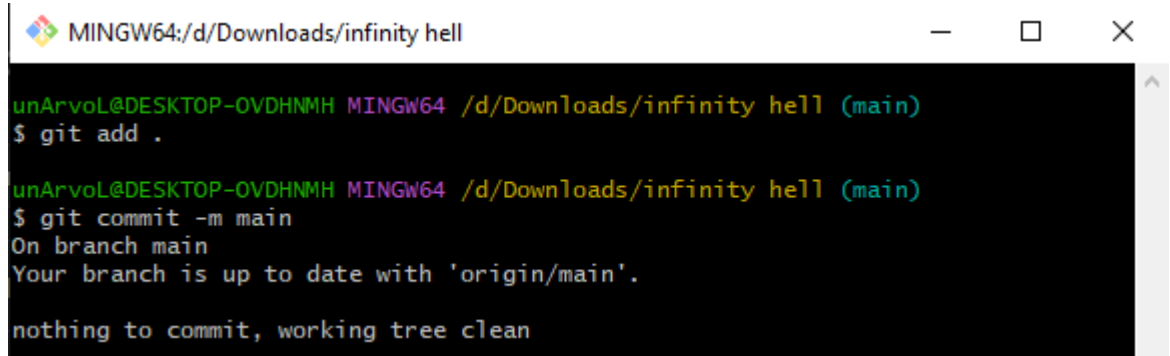 MINGW64:/d/Downloads/infinity hell
unArvoL@DESKTOP-OVDHNMH MINGW64 /d/Downloads/infinity hell (main)
$ git add .
unArvoL@DESKTOP-OVDHNMH MINGW64 /d/Downloads/infinity hell (main)
$ git commit -m main
On branch main
Your branch is up to date with 'origin/main'.
nothing to commit, working tree clean